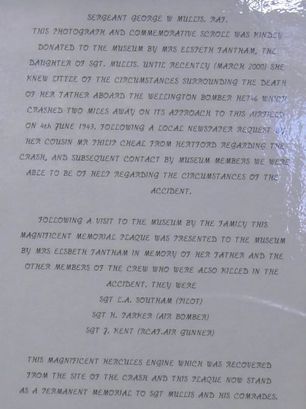 SERGEANT GEORGE W MULLIS. RAF.
THIS PHOTOGRAPH AND COMMEMORATIVE SCROLL WAS KINDLY
DONATED TO THE MUSEUM BY MRS ELSBETH TANTHAM, THE
DAUGHTER OF SGT. MULLIS. UNTIL RECENTLY (MARCH 2000) SHE
KNEW LITTLE OF THE CIRCUMSTANCES SURROUNDING THE DEATH
OF HER FATHER ABOARD THE WELLINGTON BOMBER WHICH
CRASHED TWO MILES AWAY ON ITS APPROACH TO THIS AIRFIELD
ON 4th JUNE 1943. FOLLOWING A LOCAL NEWSPAPER REQUEST BY
HER COUSIN MR PHILIP CHEAL FROM HERTFORD REGARDING THE
CRASH, AND SUBSEQUENT CONTACT BY MUSEUM MEMBERS WE WERE
ABLE TO BE OF HELP REGARDING THE CIRCUMSTANCES OF THE
ACCIDENT.
FOLLOWING A VISIT TO THE MUSEUM BY THE FAMILY THIS
MAGNIFICENT MEMORIAL PLAQUE WAS PRESENTED TO THE MUSEUM
BY MRS ELSBETH TANTHAM IN MEMORY OF HER FATHER AND THE
OTHER MEMBERS OF THE CREW WHO WERE ALSO KILLED IN THE
ACCIDENT. THEY WERE
SGT L.A. SOUTHAM (PILOT)
SGT H. PARKER (AIR BOMBER)
SGT J. KENT (RCAF. AIR GUNNER)
THIS MAGNIFICENT HERCULES ENGINE WHICH WAS RECOVERED
FROM THE SITE OF THE CRASH AND THIS PLAQUE NOW STAND
AS A PERMANENT MEMORIAL TO SGT MULLIS AND HIS COMRADES.